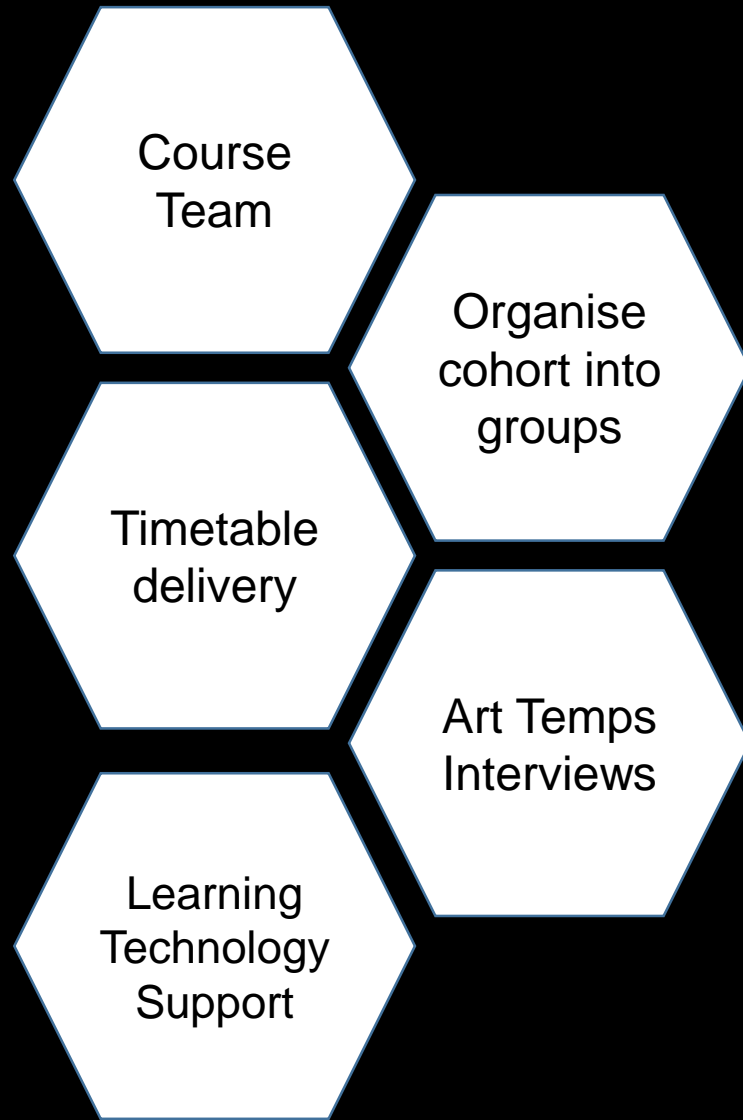 Course
Team
Organise
cohort into
groups
Timetable
delivery
Art Temps
Interviews
Learning
Technology
Support